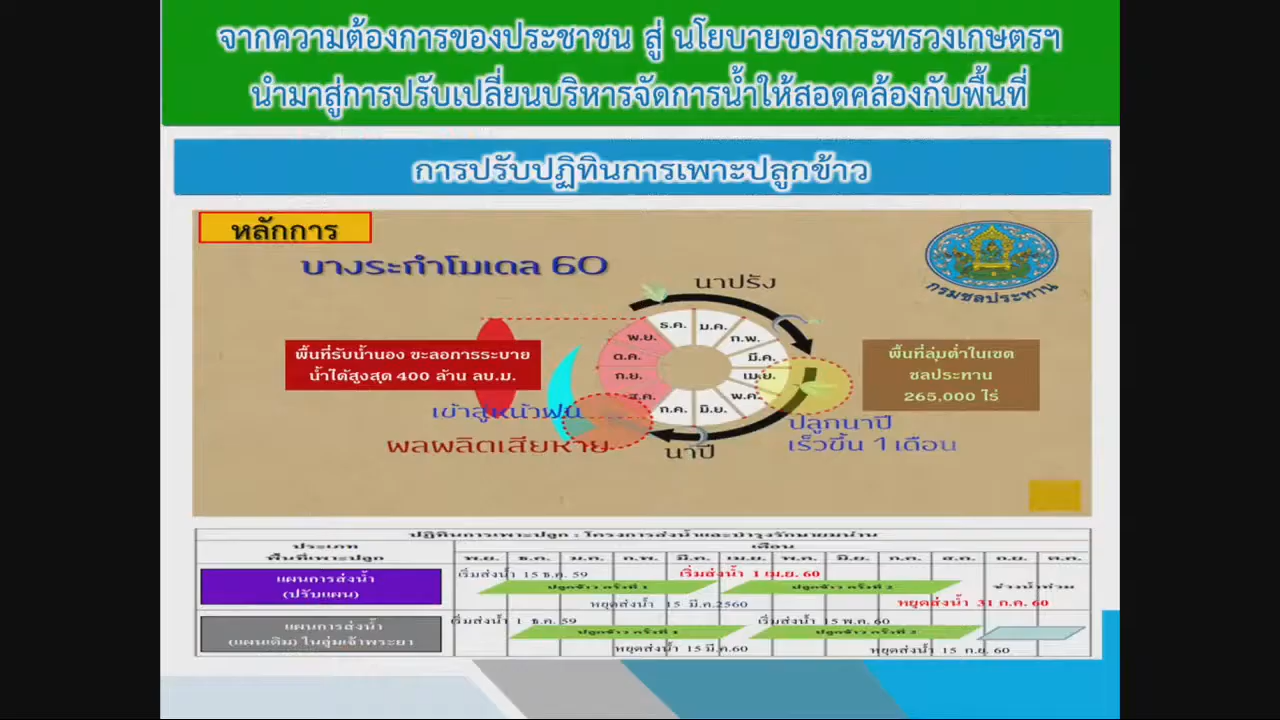 จากความต้องการของประชาชน สู่ นโยบายของกระทรวงเกษตรฯ
นำมาสู่การปรับเปลี่ยนบริหารจัดการน้ำให้สอดคล้องกับพื้นที่
การปรับปฏิทินการเพาะปลูกข้าว
หลักการ
บางระกำโมเดล 60
กรมชลประทาน
นาปรัง
ธ.ค.
ม.ค.
ก.พ.
มี.ค.
เม.ย.
พ.ค.
มิ.ย.
ก.ค.
ส.ค.
ก.ย.
ต.ค.
พ.ย.
พื้นที่รับน้ำนอง ชะลอการระบาย
น้ำได้สูงสุด 400 ล้าน ลบ.ม.
พื้นที่ลุ่มต่ำในเขต
ชลประทาน
265,000 ไร่
เข้าสู่หน้าฝน
ผลผลิตเสียหาย
นาปี
ปลูกนาปี
เร็วขึ้น 1 เดือน
ปฏิทินการเพาะปลูก : โครงการส่งน้ำและบำรุงรักษายมน่าน
ประเภท
พื้นที่เพาะปลูก
เดือน
พ.ย. ธ.ค. ม.ค. ก.พ. มี.ค. เม.ย. พ.ค. มิ.ย. ก.ค. ส.ค. ก.ย. ต.ค.
แผนการส่งน้ำ
(ปรับแผน)
เริ่มส่งน้ำ 15 ธ.ค. 59
เริ่มส่งน้ำ 1 เม.ย. 60
ปลูกข้าว ครั้งที่ 1
ปลูกข้าว ครั้งที่ 2
ช่วงน้ำท่วม
หยุดส่งน้ำ 15 มี.ค.2560
หยุดส่งน้ำ 31 ก.ค. 60
แผนการส่งน้ำ
(แผนเดิม) ในลุ่มเจ้าพระยา
เริ่มส่งน้ำ 1 ธ.ค. 59
เริ่มส่งน้ำ 15 พ.ค. 60
ปลูกข้าว ครั้งที่ 1
ปลูกข้าว ครั้งที่ 2
หยุดส่งน้ำ 15 มี.ค.60
หยุดส่งน้ำ 15 ก.ย. 60